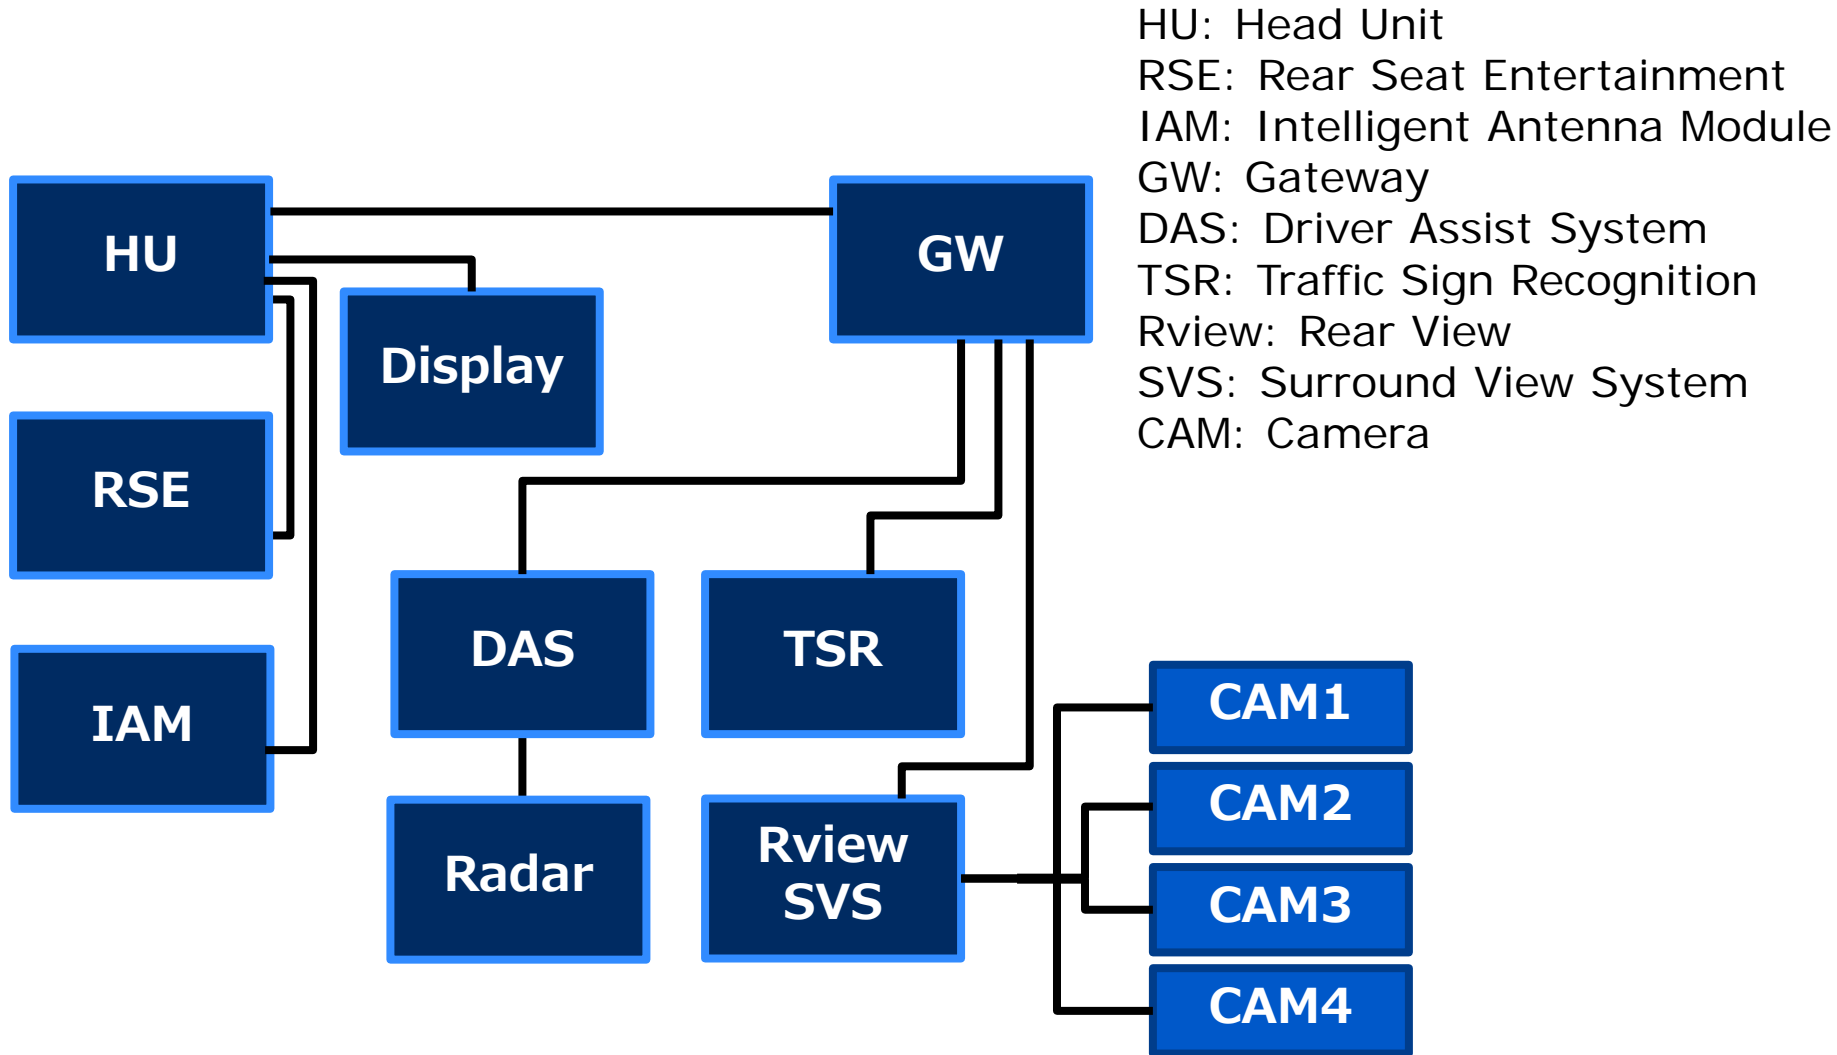 HU: Head Unit
RSE: Rear Seat Entertainment
IAM: Intelligent Antenna Module
GW: Gateway
DAS: Driver Assist System
TSR: Traffic Sign Recognition
Rview: Rear View
SVS: Surround View System
CAM: Camera
HU
GW
Display
RSE
DAS
TSR
IAM
Radar
Rview
SVS
CAM1
CAM2
CAM3
CAM4